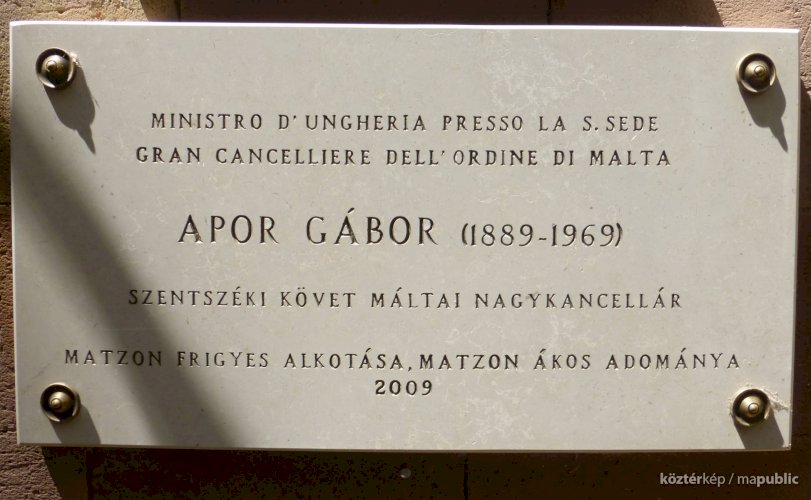 MINISTRO D'UNGHERIA PRESSO LA S. SEDE
GRAN CANCELLIERE DELL'ORDINE DI MALTA
APOR GÁBOR (1889-1969)
SZENTSZÉKI KÖVET MÁLTAI NAGYKANCELLÁR
MATZON FRIGYES ALKOTÁSA, MATZON ÁKOS ADOMÁNYA
2009
köztérkép / mapublic